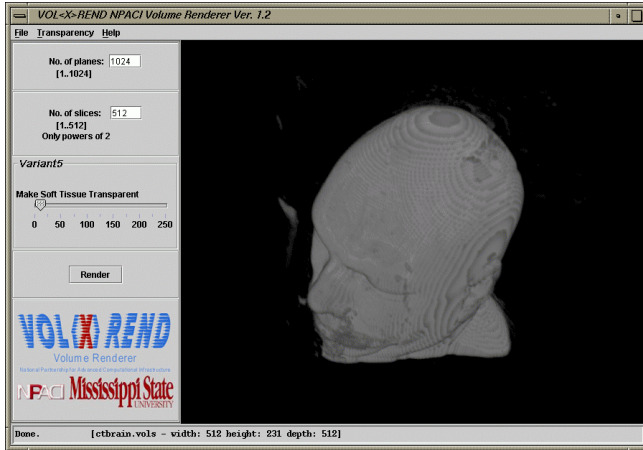 VOL<X>REND NPACI Volume Renderer Ver. 1.2
File Transparency Help
No. of planes: 1024
[1..1024]
No. of slices: 512
[1..512]
Only powers of 2
Variant5
Make Soft Tissue Transparent
0 50 100 150 200 250
Render
VOL<X>REND
Volume Renderer
National Partnership for Advanced Computational Infrastructure
NPACI Mississippi State
UNIVERSITY
Done. [ctbrain.vols - width: 512 height: 231 depth: 512]